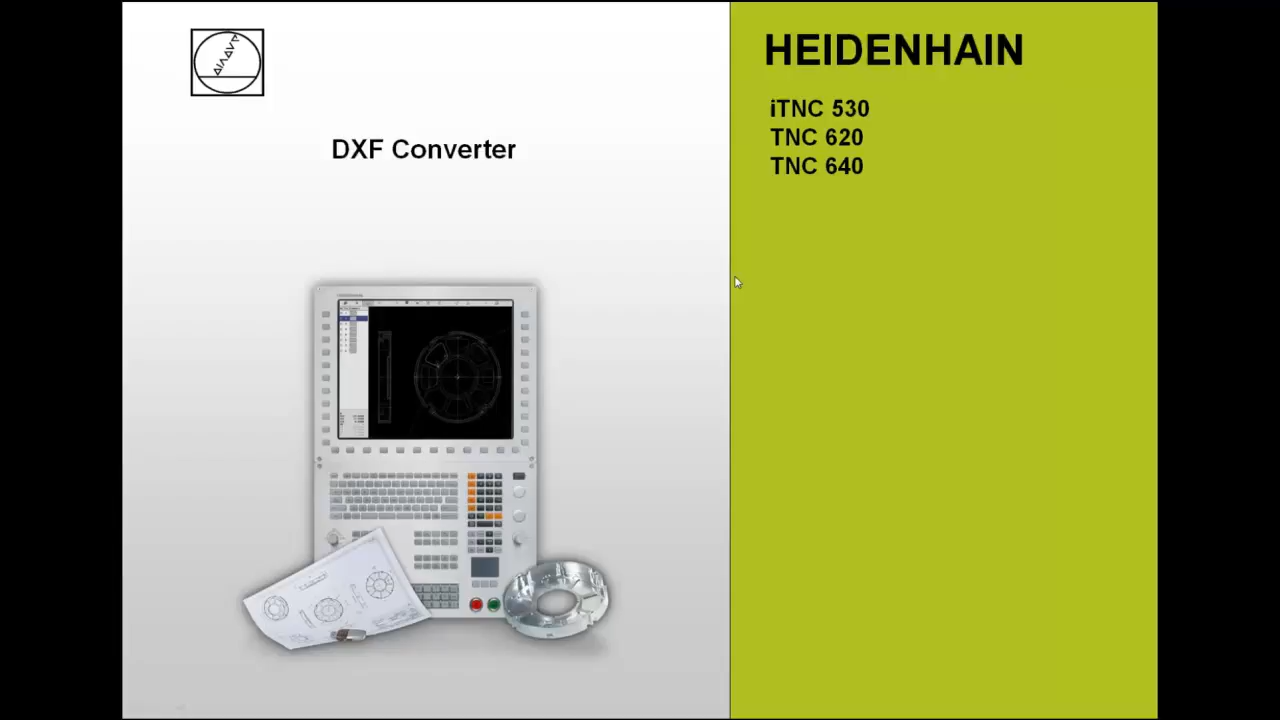 DXF Converter
HEIDENHAIN
iTNC 530
TNC 620
TNC 640